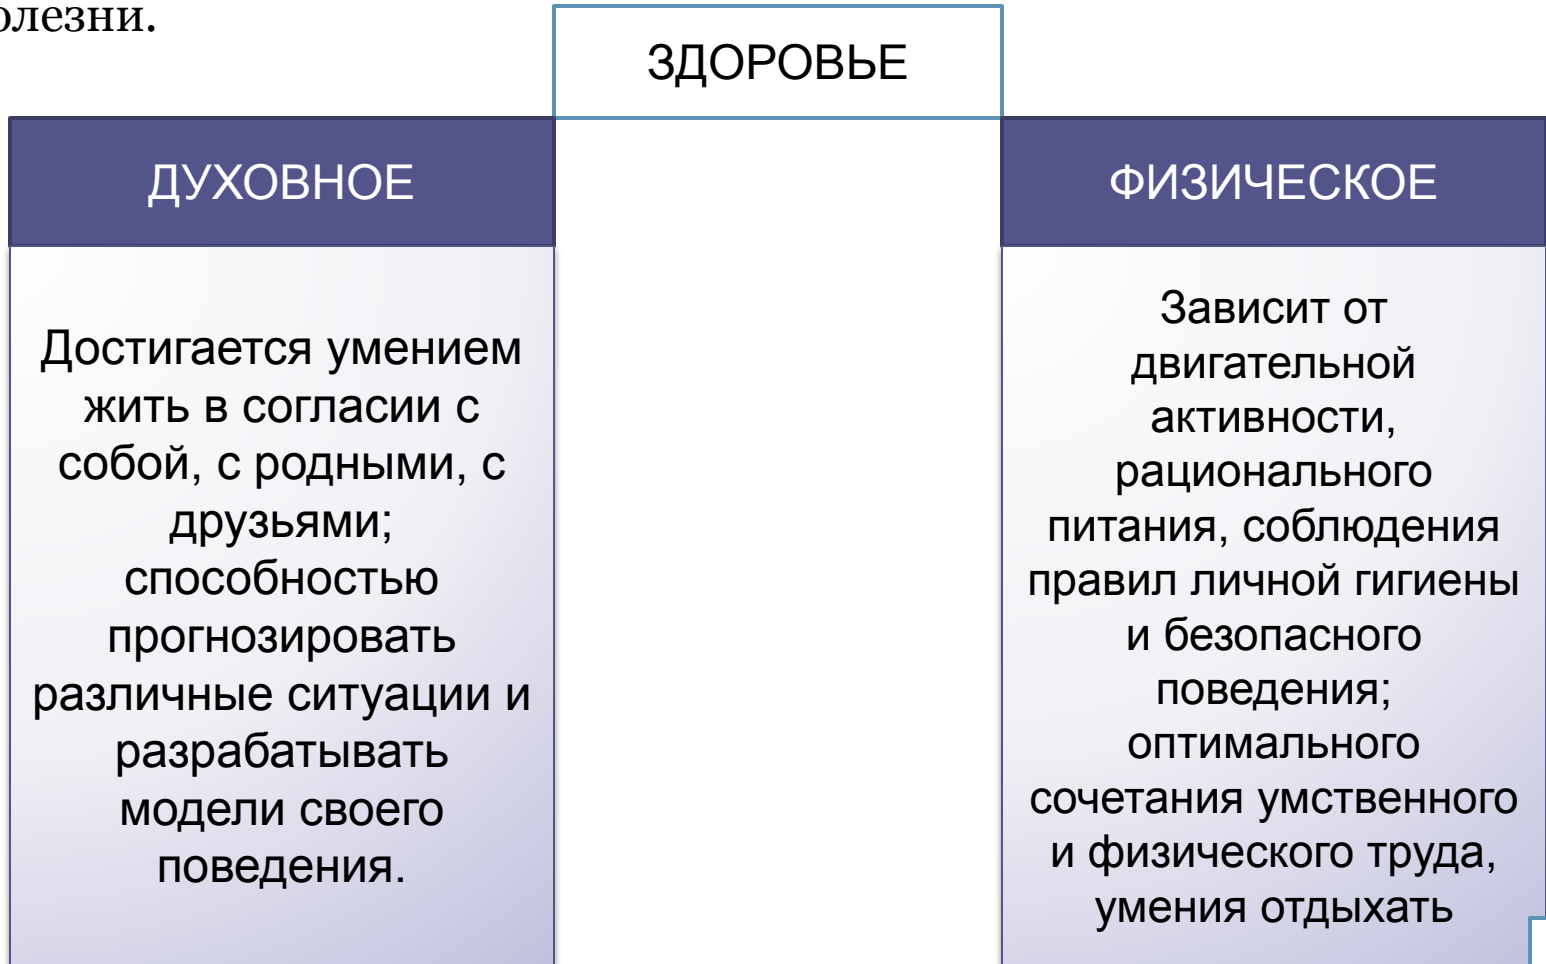 олезни.
ЗДОРОВЬЕ
ДУХОВНОЕ
Достигается умением
жить в согласии с
собой, с родными, с
друзьями;
способностью
прогнозировать
различные ситуации и
разрабатывать
модели своего
поведения.
ФИЗИЧЕСКОЕ
Зависит от
двигательной
активности,
рационального
питания, соблюдения
правил личной гигиены
и безопасного
поведения;
оптимального
сочетания умственного
и физического труда,
умения отдыхать